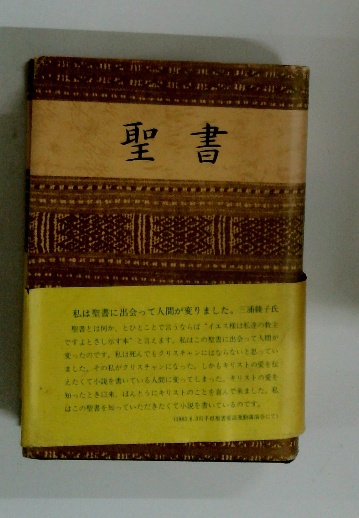 聖書
私は聖書に出会って人間が変りました。三浦綾子氏
聖書とは何か、とひとことで言うならば“イエス様は私達の救主
ですよとさし示す本”と言えます。私はこの聖書に出会って人間が
変ったのです。私は死んでもクリスチャンにはならないと思ってい
ました。その私がクリスチャンになった。しかもキリストの愛を伝
えたくて小説を書いている人間に変ってしまった。キリストの愛を
知ったとき以来、ほんとうにキリストのことを喜んで来ました。私
はこの聖書を知っていただきたくて小説を書いているのです。